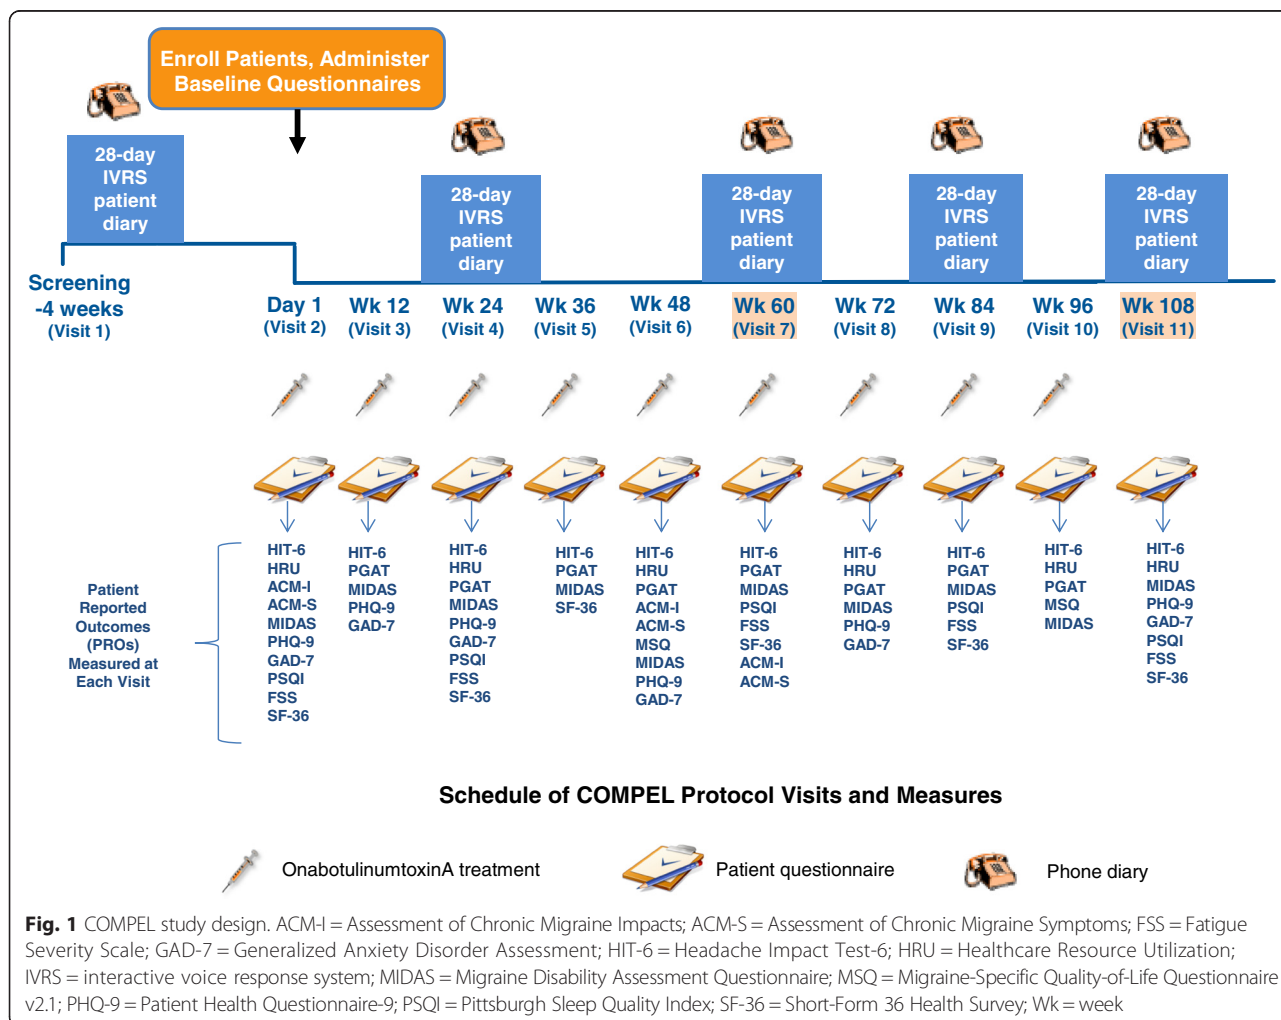 Enroll Patients, Administer
Baseline Questionnaires
28-day
IVRS
patient
diary
28-day
IVRS
patient
diary
28-day
IVRS
patient
diary
28-day
IVRS
patient
diary
28-day
IVRS
patient
diary
Screening
-4 weeks
(Visit 1)
Day 1
(Visit 2)
Wk 12
(Visit 3)
Wk 24
(Visit 4)
Wk 36
(Visit 5)
Wk 48
(Visit 6)
Wk 60
(Visit 7)
Wk 72
(Visit 8)
Wk 84
(Visit 9)
Wk 96
(Visit 10)
Wk 108
(Visit 11)
Patient
Reported
Outcomes
(PROs)
Measured at
Each Visit
HIT-6
HRU
ACM-I
ACM-S
MIDAS
PHQ-9
GAD-7
PSQI
FSS
SF-36
HIT-6
PGAT
MIDAS
PHQ-9
GAD-7
HIT-6
HRU
PGAT
MIDAS
PHQ-9
GAD-7
PSQI
FSS
SF-36
HIT-6
PGAT
MIDAS
SF-36
HIT-6
HRU
PGAT
ACM-I
ACM-S
MSQ
MIDAS
PHQ-9
GAD-7
HIT-6
PGAT
MIDAS
PSQI
FSS
SF-36
ACM-I
ACM-S
HIT-6
HRU
PGAT
MIDAS
PHQ-9
GAD-7
HIT-6
PGAT
MIDAS
PSQI
FSS
SF-36
HIT-6
HRU
PGAT
MSQ
MIDAS
HIT-6
HRU
MIDAS
PHQ-9
GAD-7
PSQI
FSS
SF-36
Schedule of COMPEL Protocol Visits and Measures
OnabotulinumtoxinA treatment
Patient questionnaire
Phone diary
Fig. 1 COMPEL study design. ACM-I = Assessment of Chronic Migraine Impacts; ACM-S = Assessment of Chronic Migraine Symptoms; FSS = Fatigue
Severity Scale; GAD-7 = Generalized Anxiety Disorder Assessment; HIT-6 = Headache Impact Test-6; HRU = Healthcare Resource Utilization;
IVRS = interactive voice response system; MIDAS = Migraine Disability Assessment Questionnaire; MSQ = Migraine-Specific Quality-of-Life Questionnaire
v2.1; PHQ-9 = Patient Health Questionnaire-9; PSQI = Pittsburgh Sleep Quality Index; SF-36 = Short-Form 36 Health Survey; Wk = week